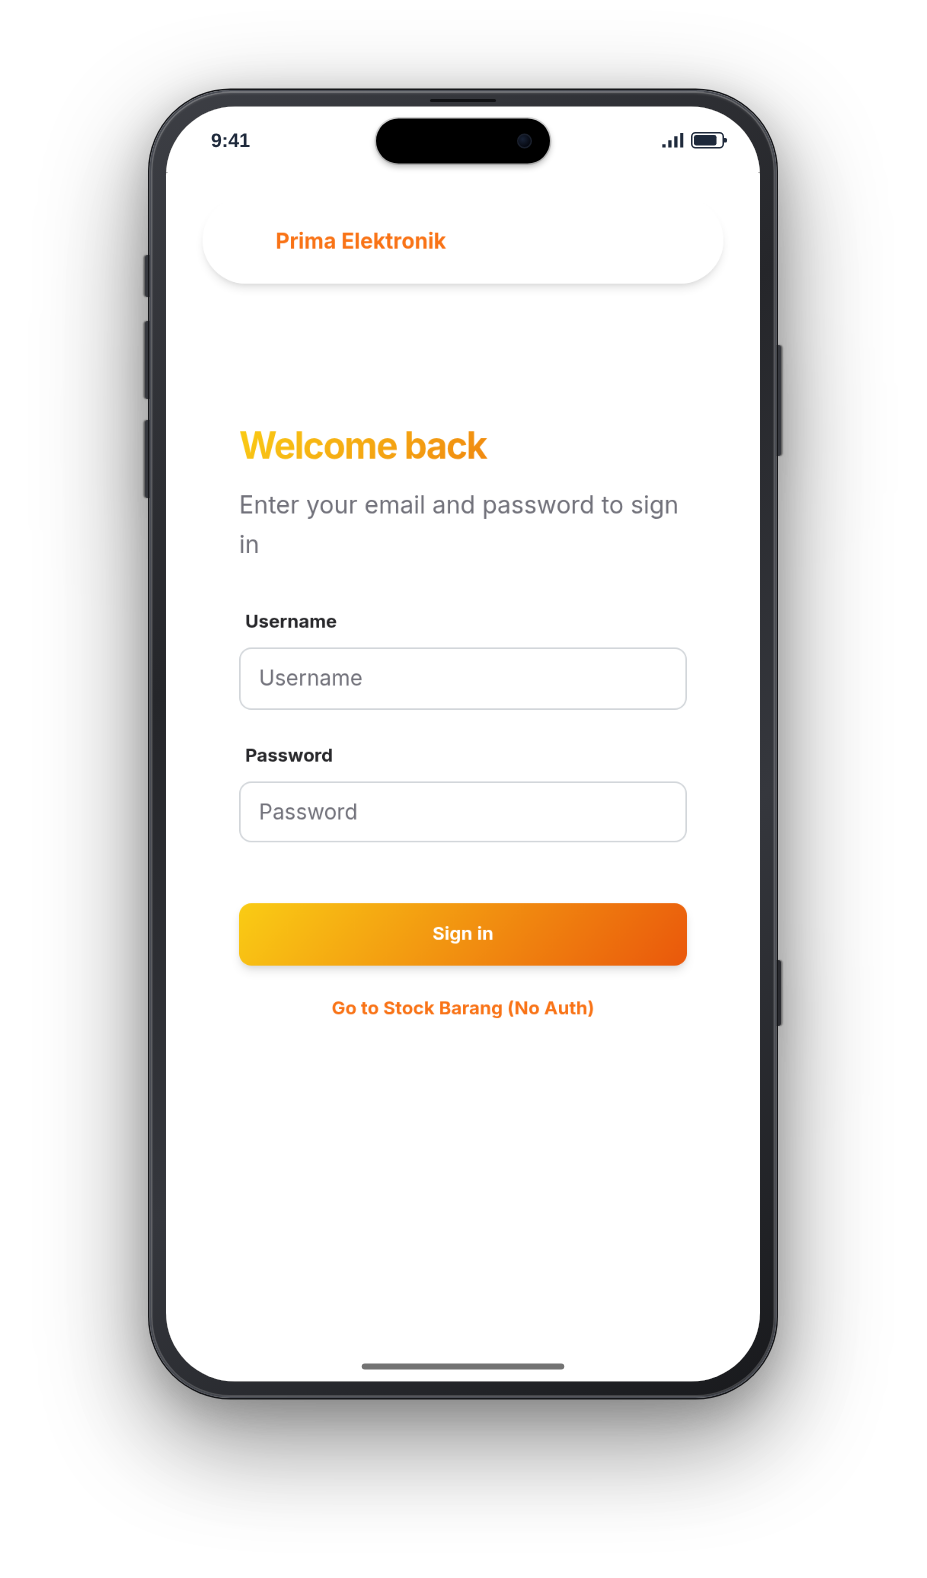 9:41
Prima Elektronik
Welcome back
Enter your email and password to sign
in
Username
Username
Password
Password
Sign in
Go to Stock Barang (No Auth)